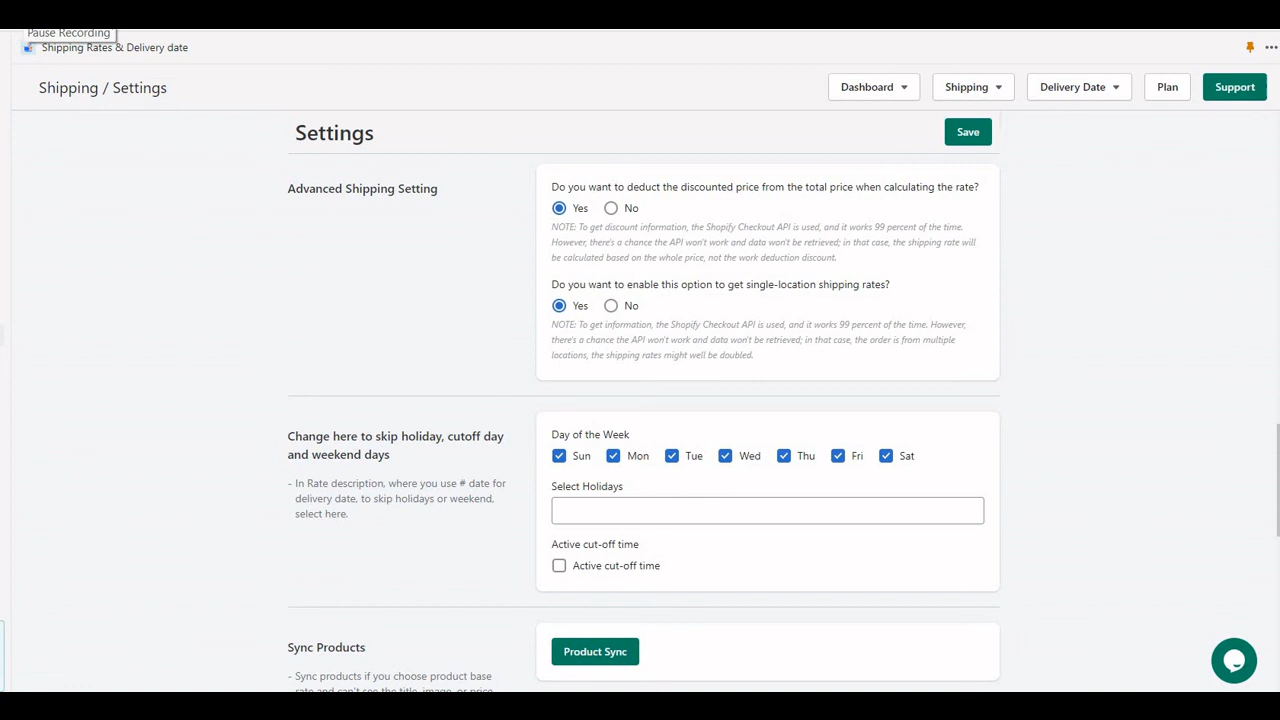 Pause Recording
Shipping Rates & Delivery date
Shipping / Settings
Dashboard
Shipping
Delivery Date
Plan
Support
Settings
Save
Advanced Shipping Setting
Do you want to deduct the discounted price from the total price when calculating the rate?
Yes No
NOTE: To get discount information, the Shopify Checkout API is used, and it works 99 percent of the time.
However, there's a chance the API won't work and data won't be retrieved; in that case, the shipping rate will
be calculated based on the whole price, not the work deduction discount.
Do you want to enable this option to get single-location shipping rates?
Yes No
NOTE: To get information, the Shopify Checkout API is used, and it works 99 percent of the time. However,
there's a chance the API won't work and data won't be retrieved; in that case, the order is from multiple
locations, the shipping rates might well be doubled.
Change here to skip holiday, cutoff day
and weekend days
- In Rate description, where you use # date for
delivery date, to skip holidays or weekend,
select here.
Day of the Week
Sun Mon Tue Wed Thu Fri Sat
Select Holidays
Active cut-off time
Active cut-off time
Sync Products
- Sync products if you choose product base
rate and can't see the title, image, or price
Product Sync